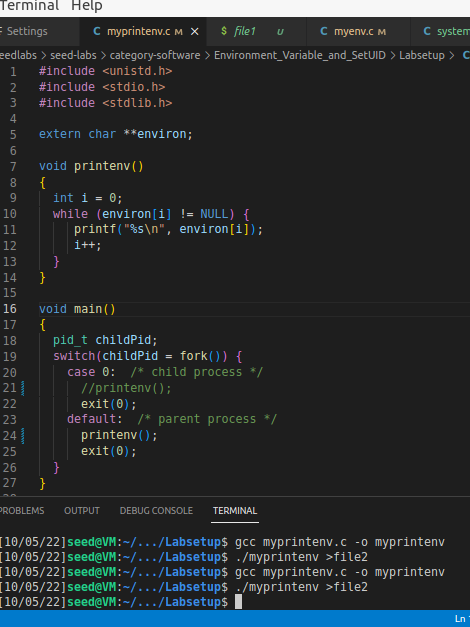 Terminal Help
Settings
C myprintenv.c M ×
$ file1 U
C myenv.c M
C system
eedlabs > seed-labs > category-software > Environment_Variable_and_SetUID > Labsetup > C
1 #include <unistd.h>
2 #include <stdio.h>
3 #include <stdlib.h>
4
5 extern char **environ;
6
7 void printenv()
8 {
9   int i = 0;
10   while (environ[i] != NULL) {
11     printf("%s\n", environ[i]);
12     i++;
13   }
14 }
15
16 void main()
17 {
18   pid_t childPid;
19   switch(childPid = fork()) {
20     case 0:  /* child process */
21       //printenv();
22       exit(0);
23     default:  /* parent process */
24       printenv();
25       exit(0);
26   }
27 }
28
PROBLEMS OUTPUT DEBUG CONSOLE TERMINAL
[10/05/22]seed@VM:~/.../Labsetup$ gcc myprintenv.c -o myprintenv
[10/05/22]seed@VM:~/.../Labsetup$ ./myprintenv >file2
[10/05/22]seed@VM:~/.../Labsetup$ gcc myprintenv.c -o myprintenv
[10/05/22]seed@VM:~/.../Labsetup$ ./myprintenv >file2
[10/05/22]seed@VM:~/.../Labsetup$
Ln